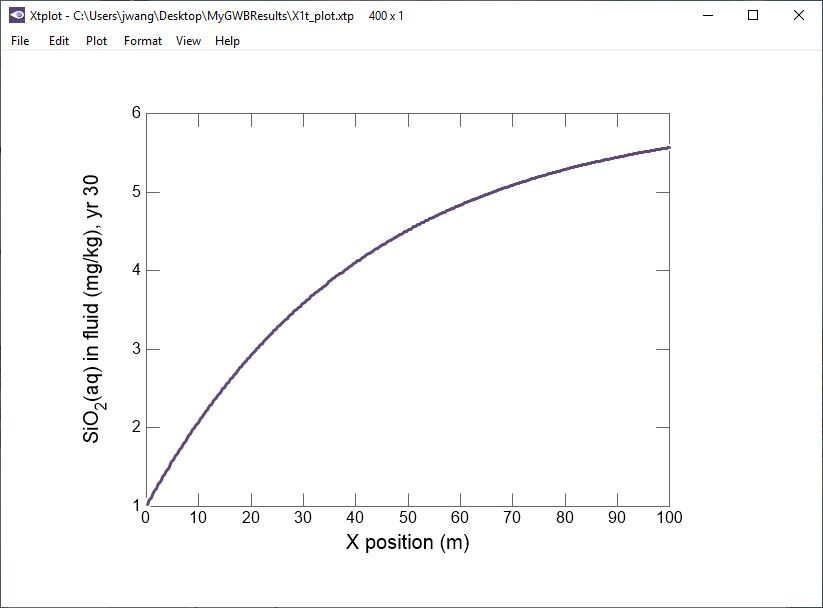 Xtplot - C:\Users\jwang\Desktop\MyGWBResults\X1t_plot.xtp 400 x 1
File Edit Plot Format View Help
6
5
4
3
2
1
SiO2(aq) in fluid (mg/kg), yr 30
0 10 20 30 40 50 60 70 80 90 100
X position (m)